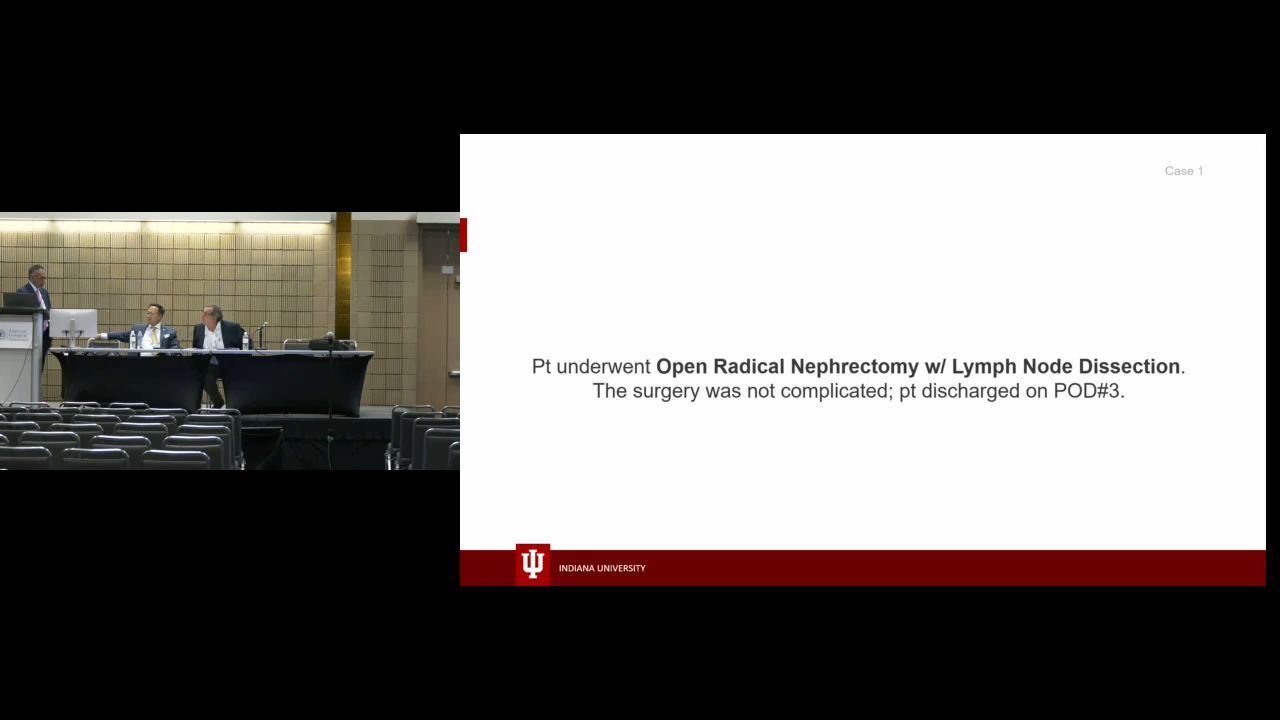 Case 1
Pt underwent Open Radical Nephrectomy w/ Lymph Node Dissection.
The surgery was not complicated; pt discharged on POD#3.
INDIANA UNIVERSITY